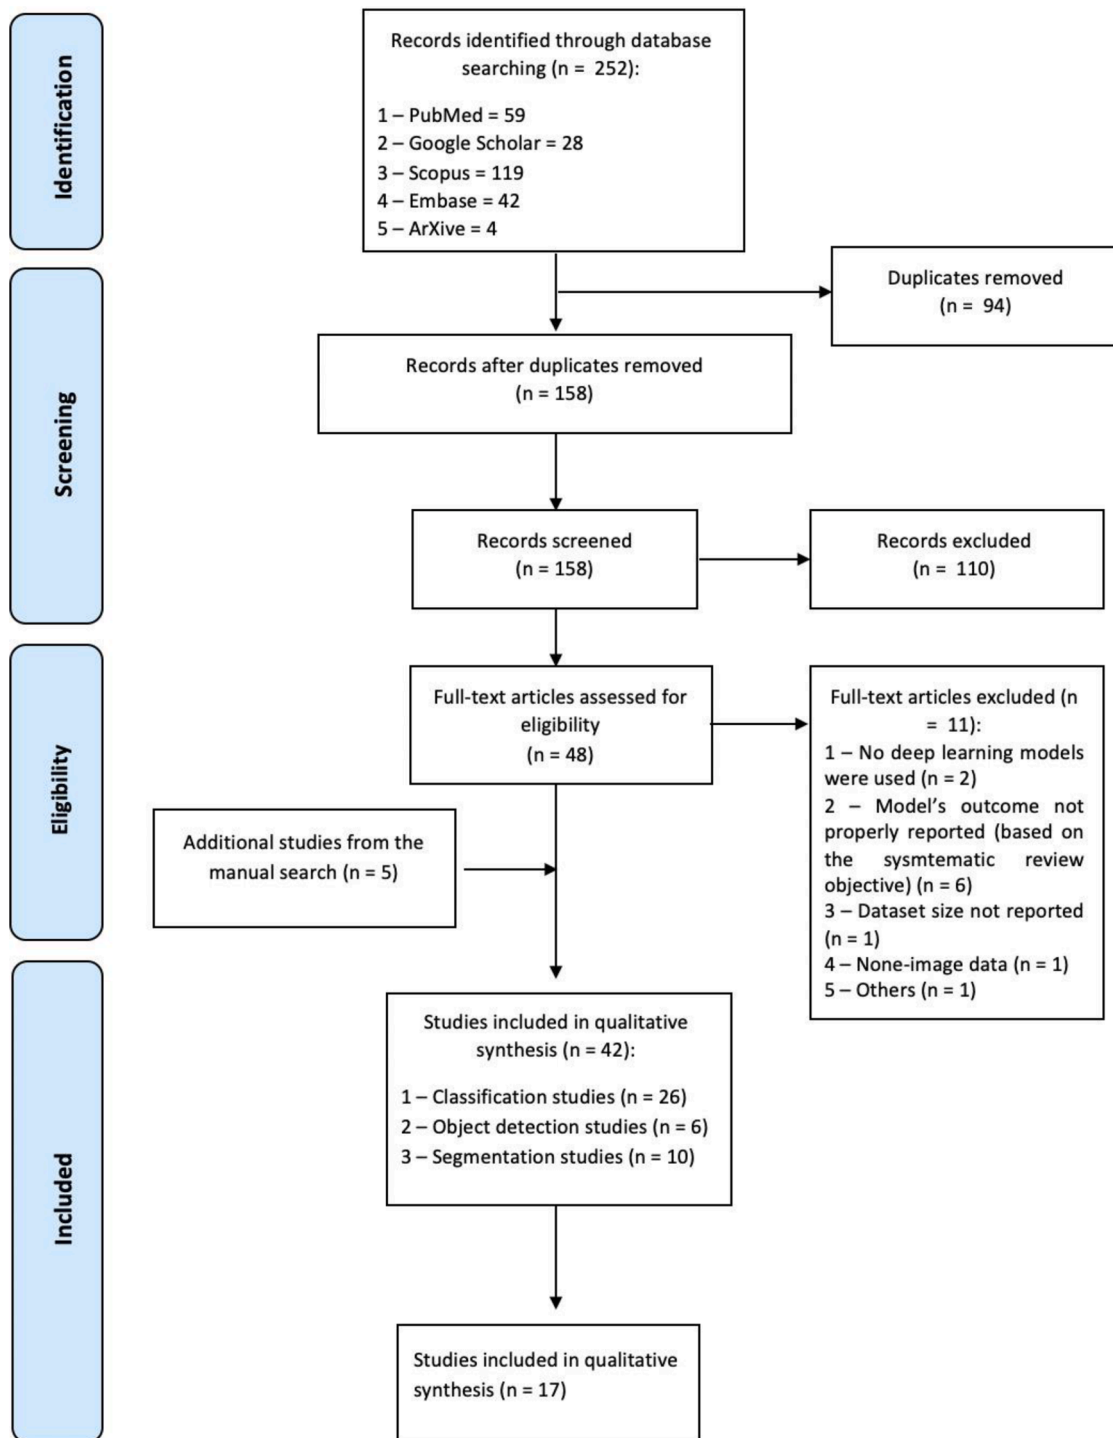 Identification
Records identified through database
searching (n = 252):
1 – PubMed = 59
2 – Google Scholar = 28
3 – Scopus = 119
4 – Embase = 42
5 – ArXive = 4
Duplicates removed
(n = 94)
Screening
Records after duplicates removed
(n = 158)
Records screened
(n = 158)
Records excluded
(n = 110)
Eligibility
Full-text articles assessed for
eligibility
(n = 48)
Full-text articles excluded (n
= 11):
1 – No deep learning models
were used (n = 2)
2 – Model’s outcome not
properly reported (based on
the sysmtematic review
objective) (n = 6)
3 – Dataset size not reported
(n = 1)
4 – None-image data (n = 1)
5 – Others (n = 1)
Additional studies from the
manual search (n = 5)
Included
Studies included in qualitative
synthesis (n = 42):
1 – Classification studies (n = 26)
2 – Object detection studies (n = 6)
3 – Segmentation studies (n = 10)
Studies included in qualitative
synthesis (n = 17)